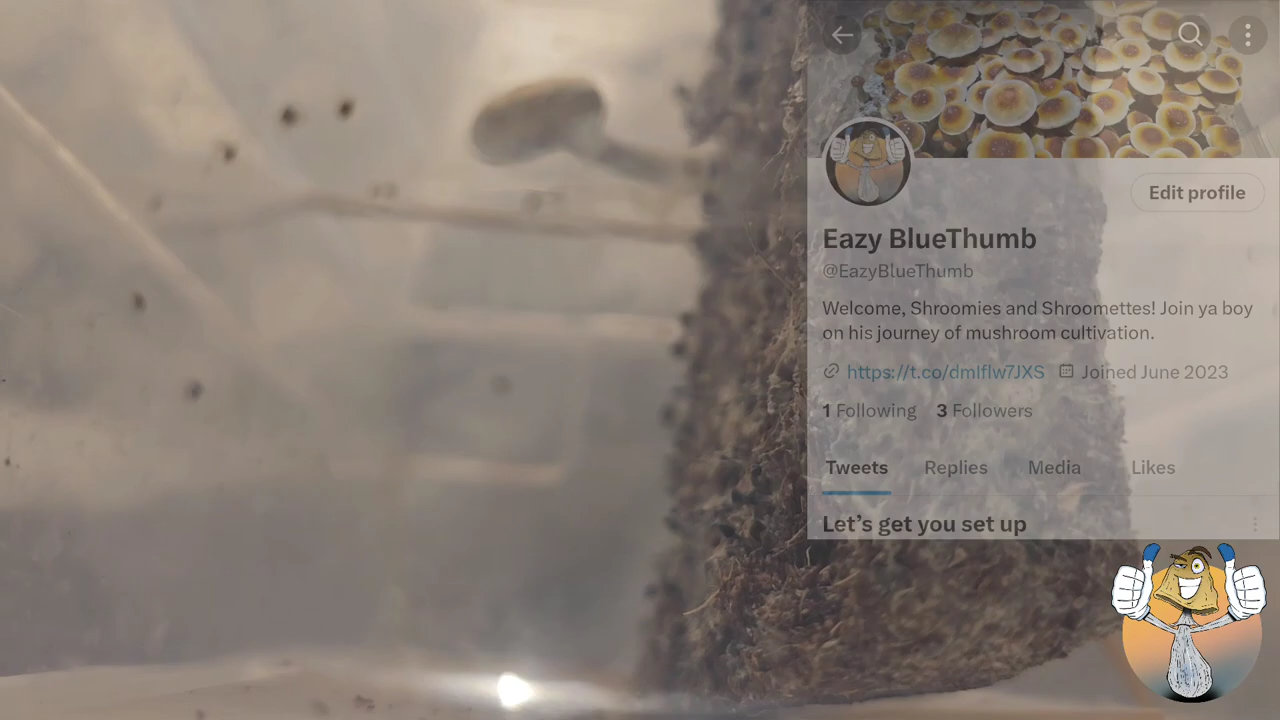 Edit profile
Eazy BlueThumb
@EazyBlueThumb
Welcome, Shroomies and Shroomettes! Join ya boy
on his journey of mushroom cultivation.
https://t.co/dmIflw7JXS Joined June 2023
1 Following 3 Followers
Tweets Replies Media Likes
Let’s get you set up